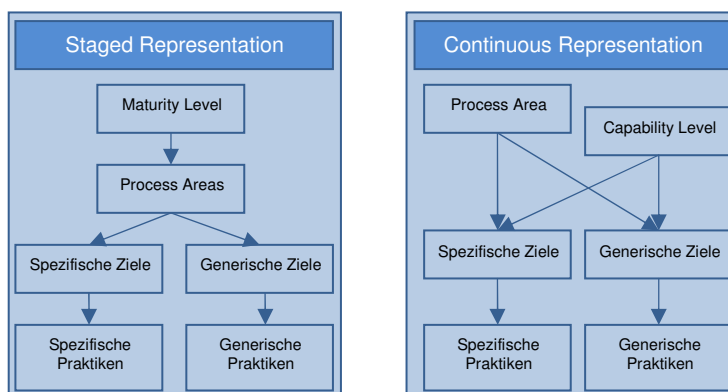 Staged Representation
Maturity Level
Process Areas
Spezifische Ziele
Generische Ziele
Spezifische
Praktiken
Generische
Praktiken
Continuous Representation
Process Area
Capability Level
Spezifische Ziele
Generische Ziele
Spezifische
Praktiken
Generische
Praktiken